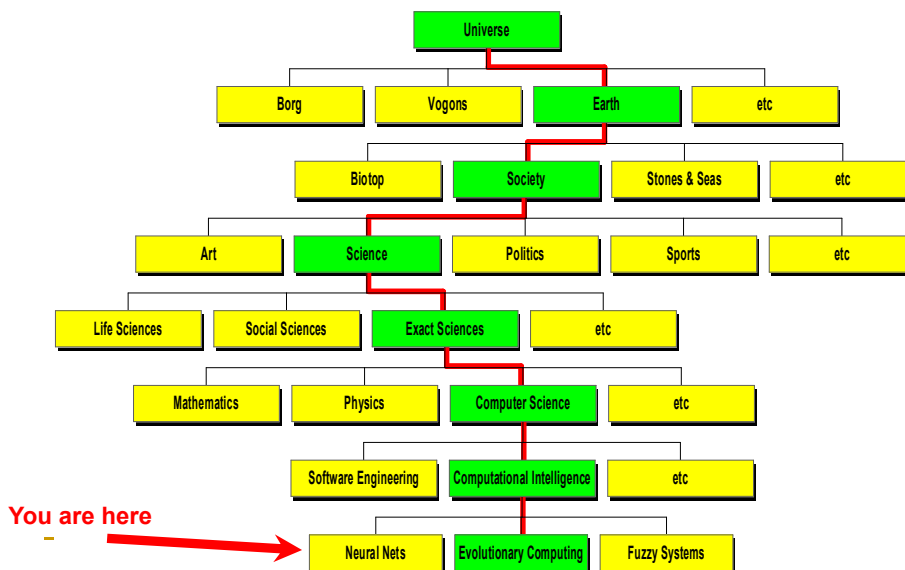 Universe
Borg Vogons Earth etc
Biotop Society Stones & Seas etc
Art Science Politics Sports etc
Life Sciences Social Sciences Exact Sciences etc
Mathematics Physics Computer Science etc
Software Engineering Computational Intelligence etc
You are here
Neural Nets Evolutionary Computing Fuzzy Systems